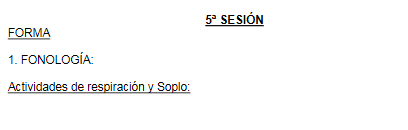 5ª SESIÓN
FORMA
1. FONOLOGÍA:
Actividades de respiración y Soplo: